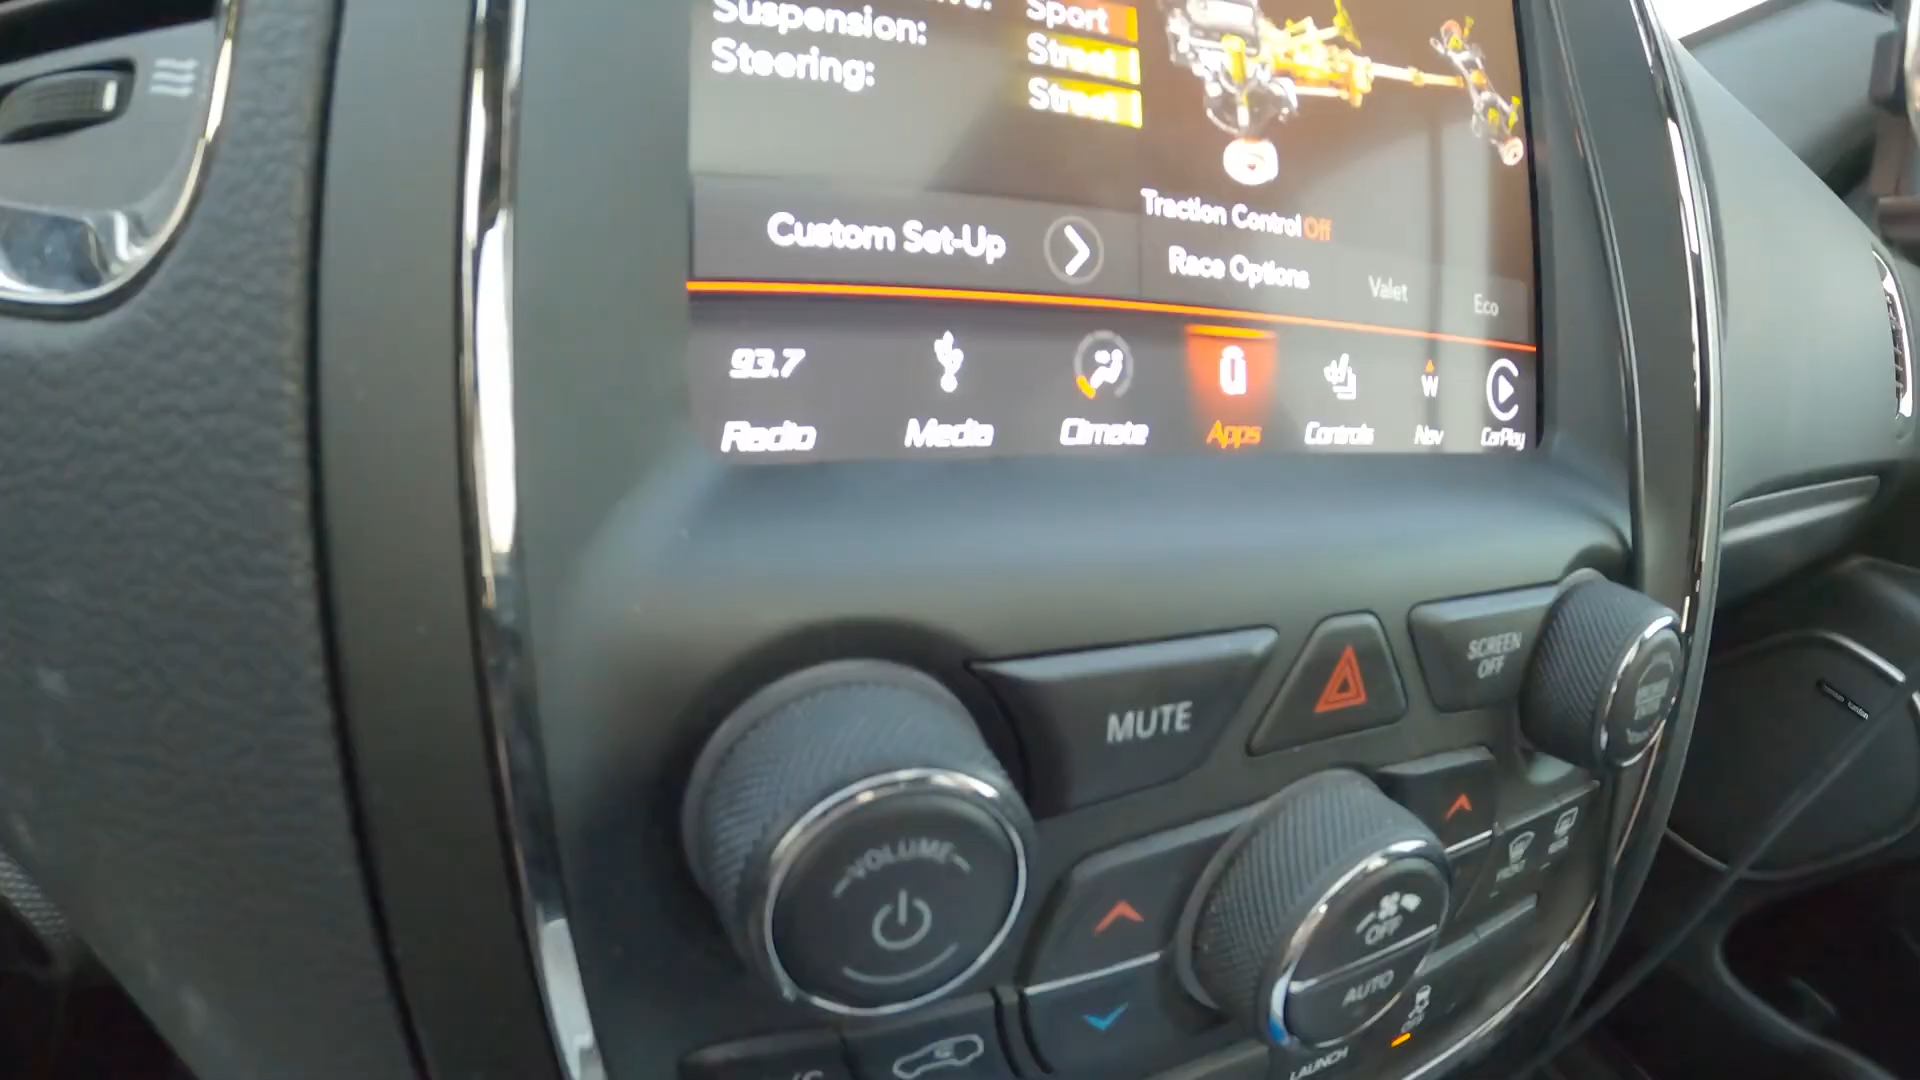 Sport
Suspension:
Street
Steering:
Street
Custom Set-Up
Traction Control Off
Race Options
Valet
Eco
93.7
W
Radio
Media
Climate
Apps
Controls
Nav
CarPlay
MUTE
SCREEN
OFF
VOLUME
OFF
AUTO
LAUNCH